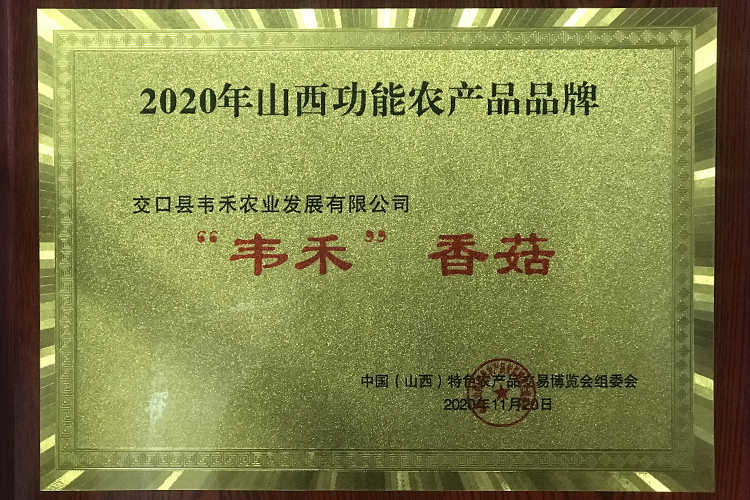 2020年山西功能农产品品牌
交口县韦禾农业发展有限公司
“韦禾”香菇
中国（山西）特色农产品交易博览会组委会
2020年11月20日